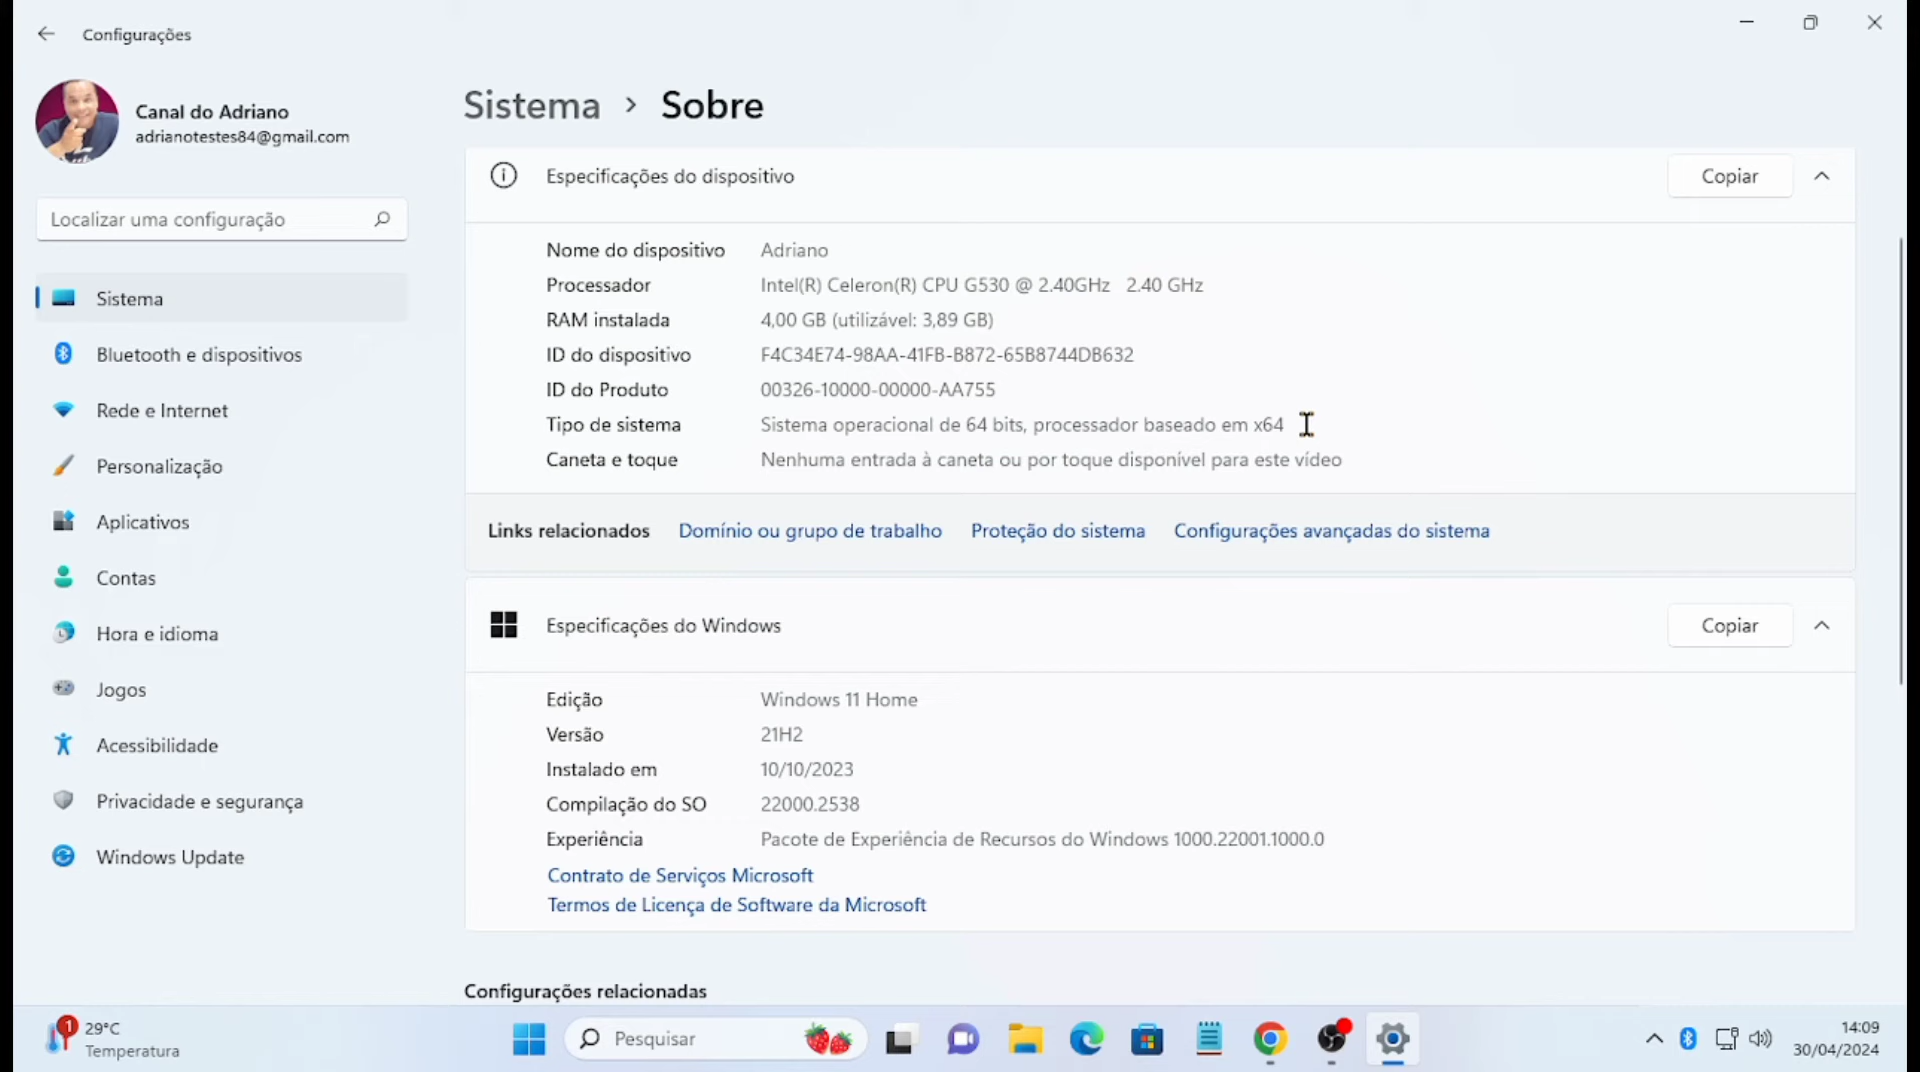 Configurações
Canal do Adriano
adrianotestes84@gmail.com
Localizar uma configuração
Sistema
Bluetooth e dispositivos
Rede e Internet
Personalização
Aplicativos
Contas
Hora e idioma
Jogos
Acessibilidade
Privacidade e segurança
Windows Update
Sistema > Sobre
Especificações do dispositivo
Copiar
Nome do dispositivo Adriano
Processador Intel(R) Celeron(R) CPU G530 @ 2.40GHz 2.40 GHz
RAM instalada 4,00 GB (utilizável: 3,89 GB)
ID do dispositivo F4C34E74-98AA-41FB-B872-65B8744DB632
ID do Produto 00326-10000-00000-AA755
Tipo de sistema Sistema operacional de 64 bits, processador baseado em x64
Caneta e toque Nenhuma entrada à caneta ou por toque disponível para este vídeo
Links relacionados Domínio ou grupo de trabalho Proteção do sistema Configurações avançadas do sistema
Especificações do Windows
Copiar
Edição Windows 11 Home
Versão 21H2
Instalado em 10/10/2023
Compilação do SO 22000.2538
Experiência Pacote de Experiência de Recursos do Windows 1000.22001.1000.0
Contrato de Serviços Microsoft
Termos de Licença de Software da Microsoft
Configurações relacionadas
1
29°C
Temperatura
Pesquisar
14:09
30/04/2024